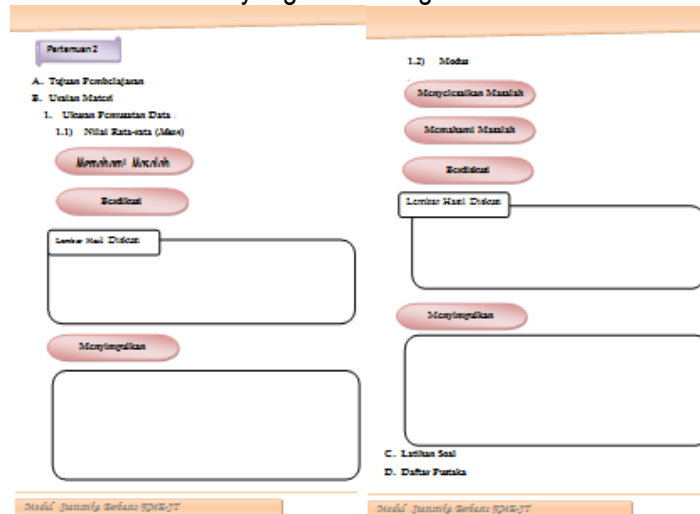 Pertemuan 2
A. Tujuan Pembelajaran
B. Uraian Materi
1. Ukuran Pemusatan Data
1.1) Nilai Rata-rata (Mean)
Memahami Masalah
Berdiskusi
Lembar Hasil Diskusi
Menyimpulkan
Modul Statistika Berbasis RME-JT
1.2) Modus
Menyelesaikan Masalah
Memahami Masalah
Berdiskusi
Lembar Hasil Diskusi
Menyimpulkan
C. Latihan Soal
D. Daftar Pustaka
Modul Statistika Berbasis RME-JT